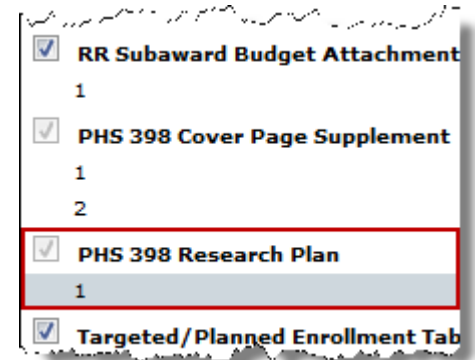 RR Subaward Budget Attachment
1
PHS 398 Cover Page Supplement
1
2
PHS 398 Research Plan
1
Targeted/Planned Enrollment Tab